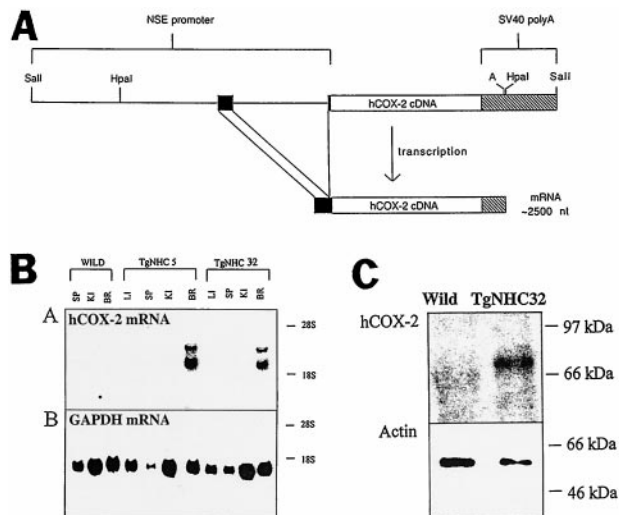 A
NSE promoter
SV40 polyA
SalI HpaI A HpaI SalI
hCOX-2 cDNA
transcription
hCOX-2 cDNA
mRNA
~2500 nt
B
WILD TgNHC 5 TgNHC 32
SP KI BR LI SP KI BR LI SP KI BR
A
hCOX-2 mRNA
28S
18S
B
GAPDH mRNA
28S
18S
C
Wild TgNHC32
hCOX-2
97 kDa
66 kDa
Actin
66 kDa
46 kDa